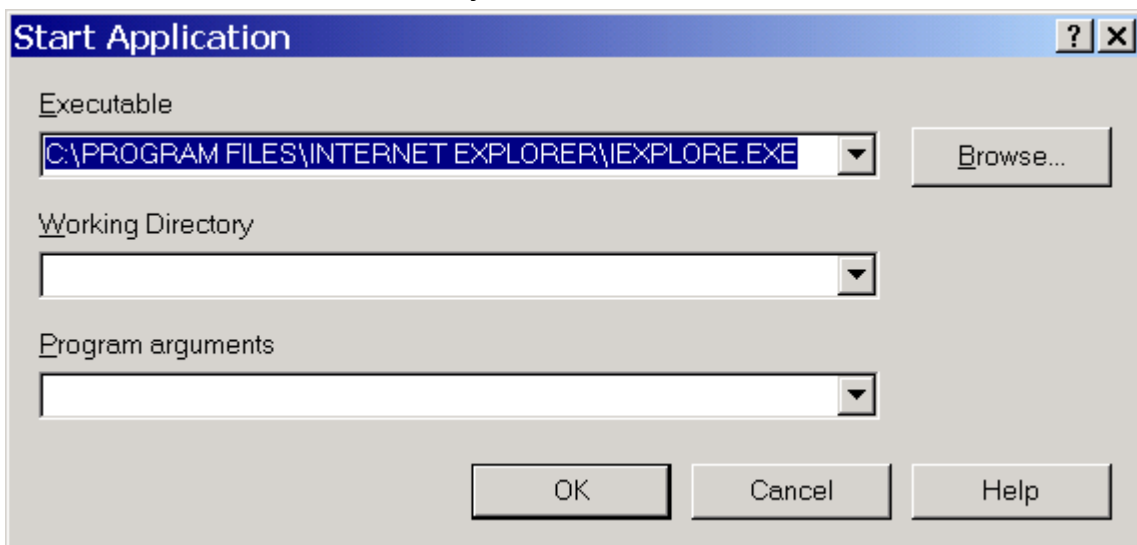 Start Application
Executable
C:\PROGRAM FILES\INTERNET EXPLORER\IEXPLORE.EXE
Browse...
Working Directory
Program arguments
OK
Cancel
Help